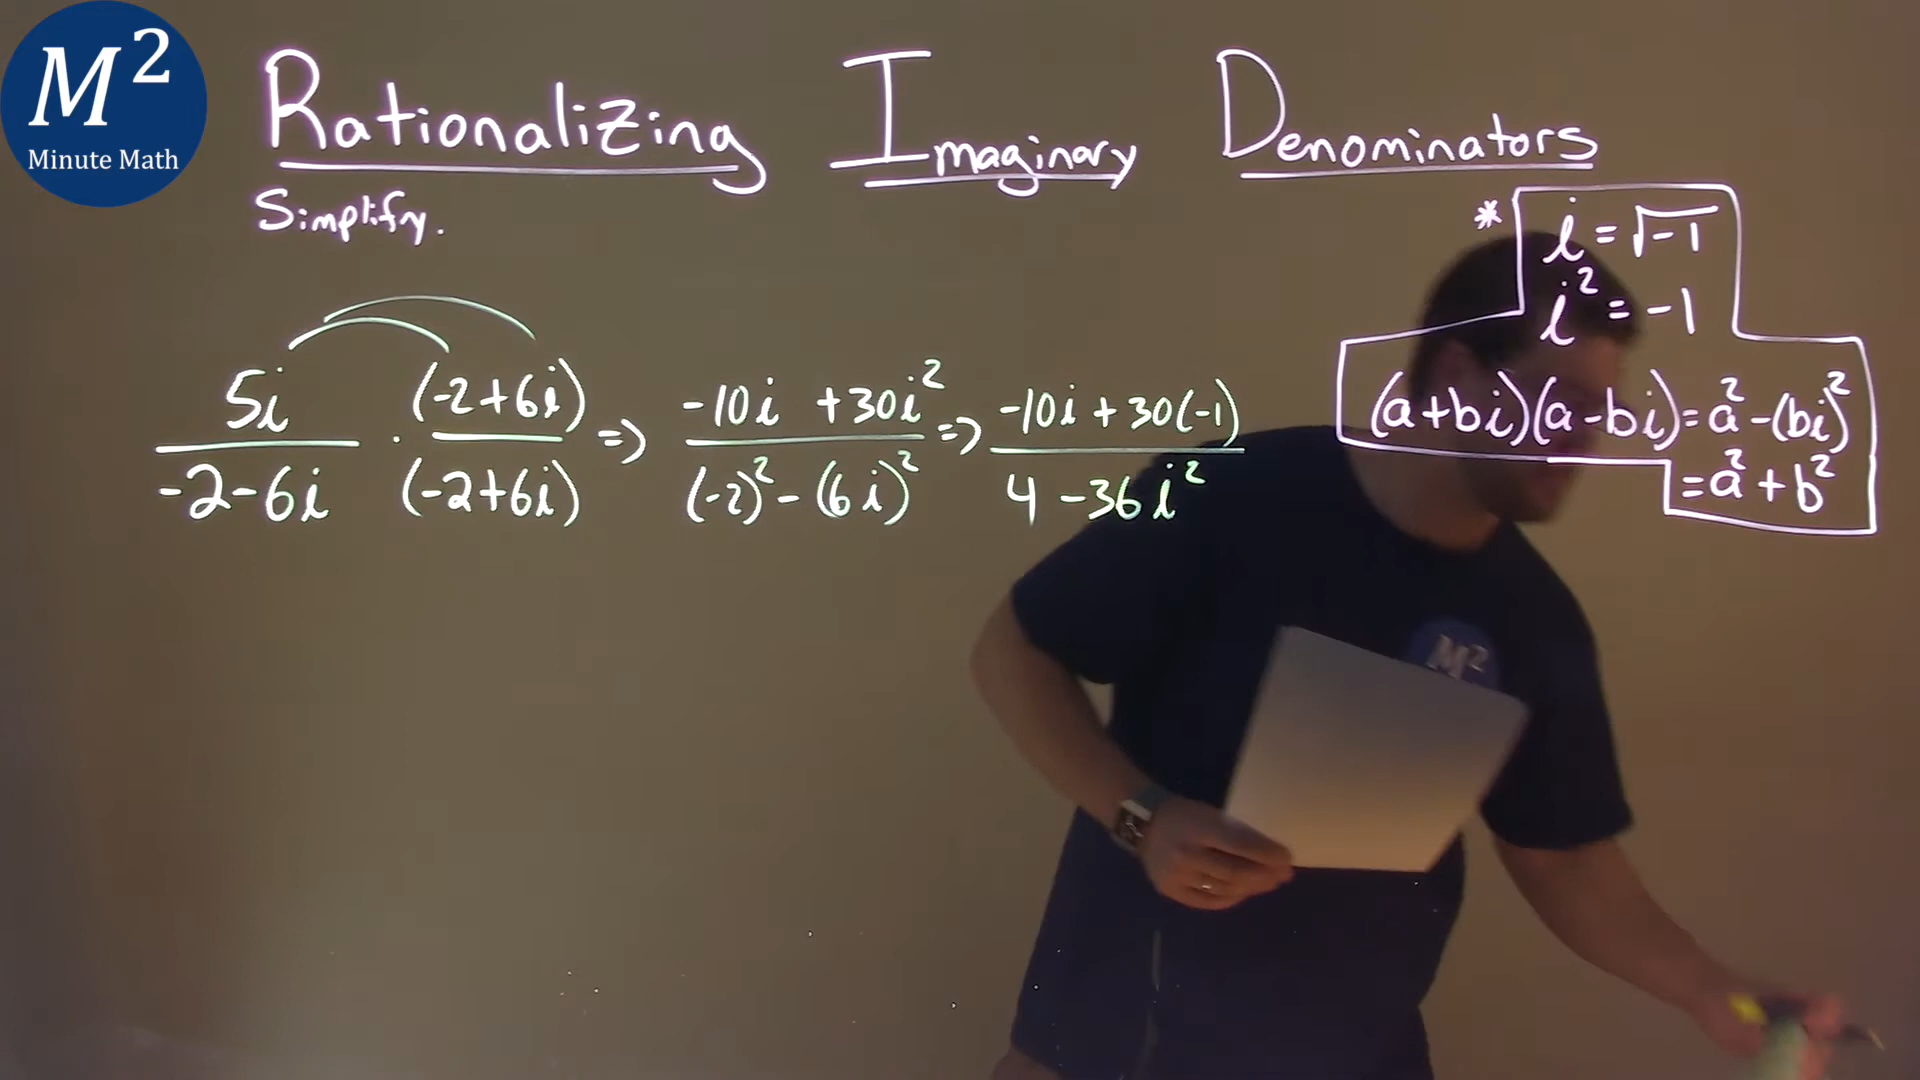 M²
Minute Math
Rationalizing Imaginary Denominators
Simplify.
* i = √-1
i² = -1
(a+bi)(a-bi) = a² - (bi)²
= a² + b²
5i / -2-6i · (-2+6i) / (-2+6i) => -10i +30i² / (-2)² - (6i)² => -10i + 30(-1) / 4 - 36i²
M²